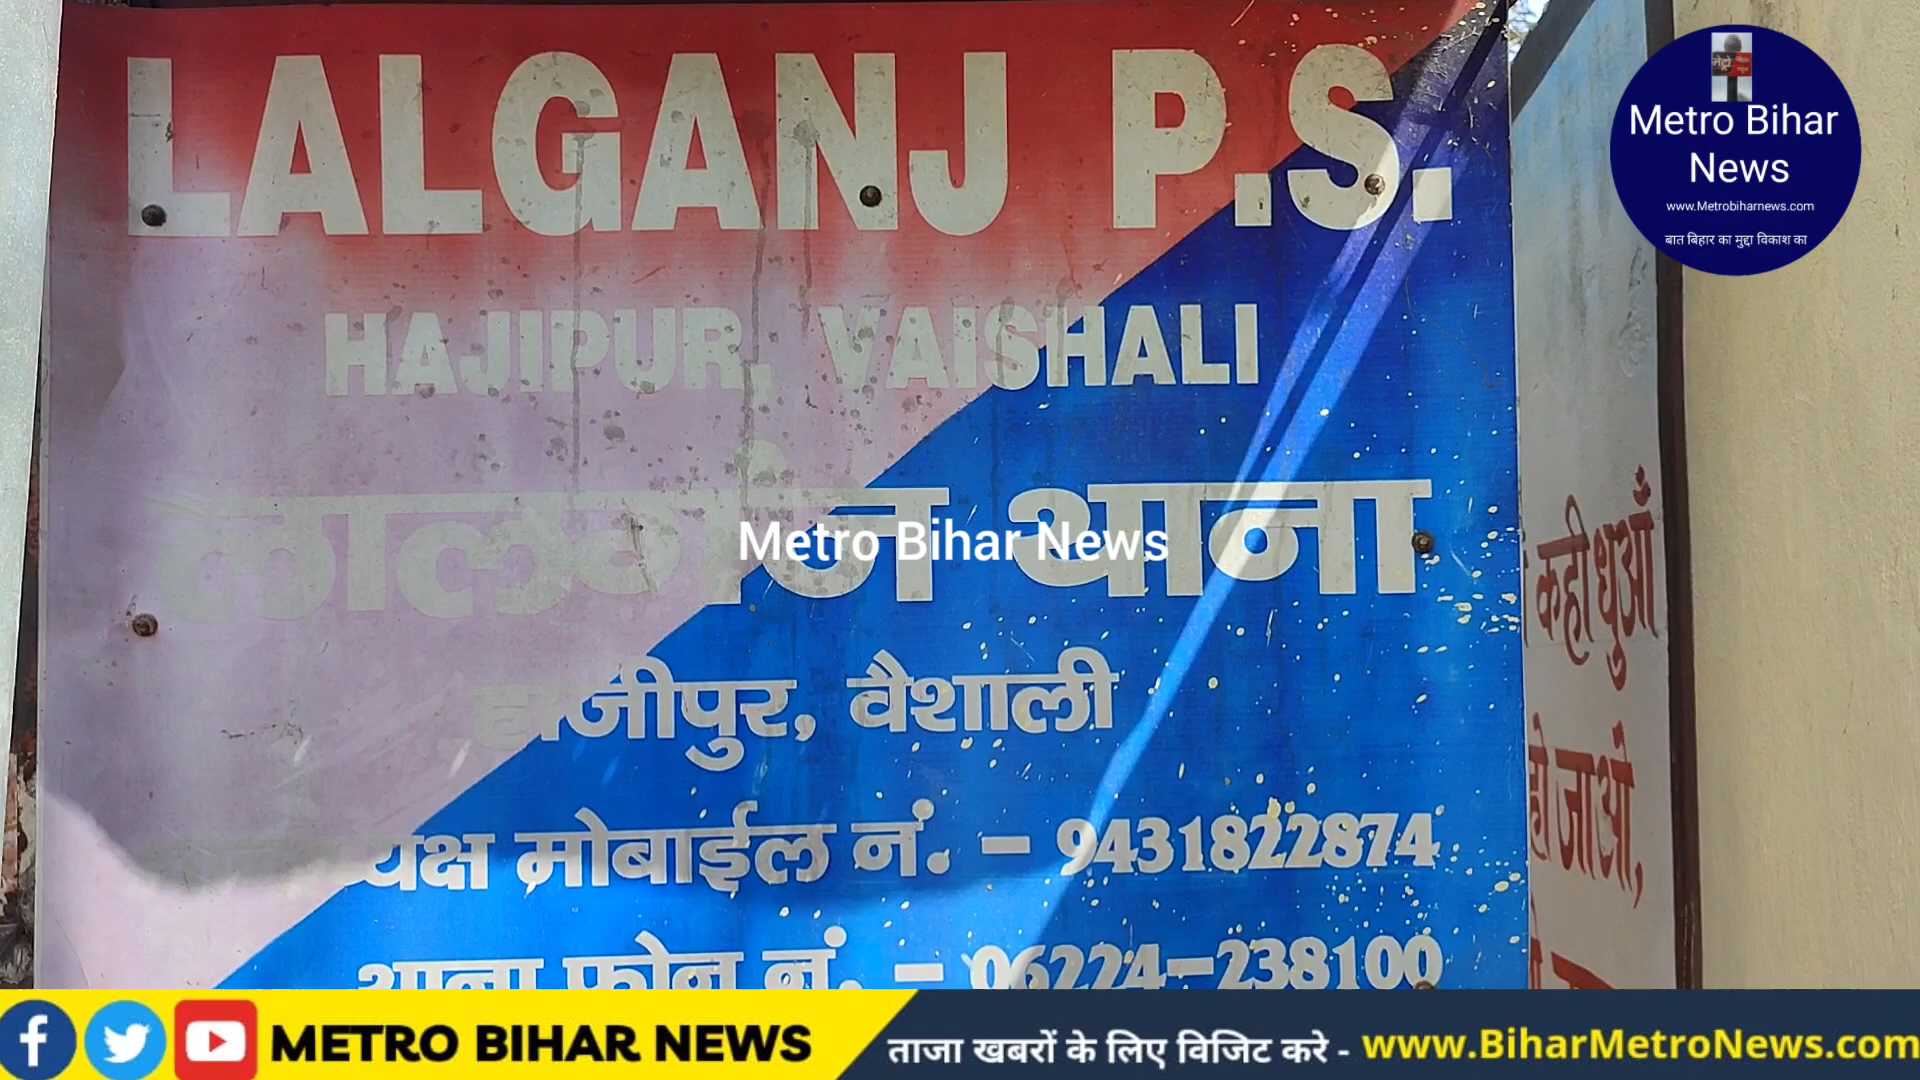 LALGANJ P.S.
HAJIPUR, VAISHALI
लालगंज थाना
हाजीपुर, वैशाली
मोबाईल नं. - 9431822874
थाना फोन नं. - 06224-238100
Metro Bihar
News
www.Metrobiharnews.com
बात बिहार का मुद्दा विकाश का
Metro Bihar News
कही धुआँ
हो जाओ,
METRO BIHAR NEWS
ताजा खबरों के लिए विजिट करे - www.BiharMetroNews.com